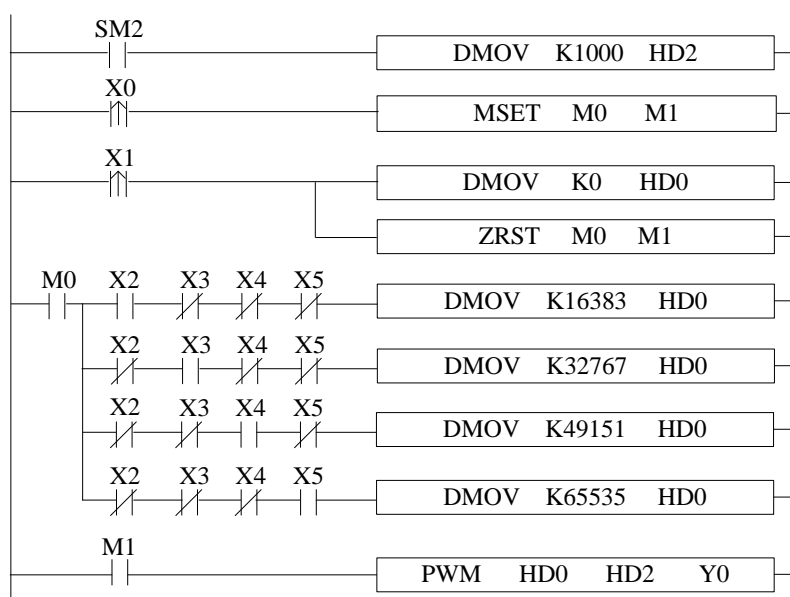 SM2
DMOV K1000 HD2
X0
MSET M0 M1
X1
DMOV K0 HD0
ZRST M0 M1
M0 X2 X3 X4 X5
DMOV K16383 HD0
X2 X3 X4 X5
DMOV K32767 HD0
X2 X3 X4 X5
DMOV K49151 HD0
X2 X3 X4 X5
DMOV K65535 HD0
M1
PWM HD0 HD2 Y0